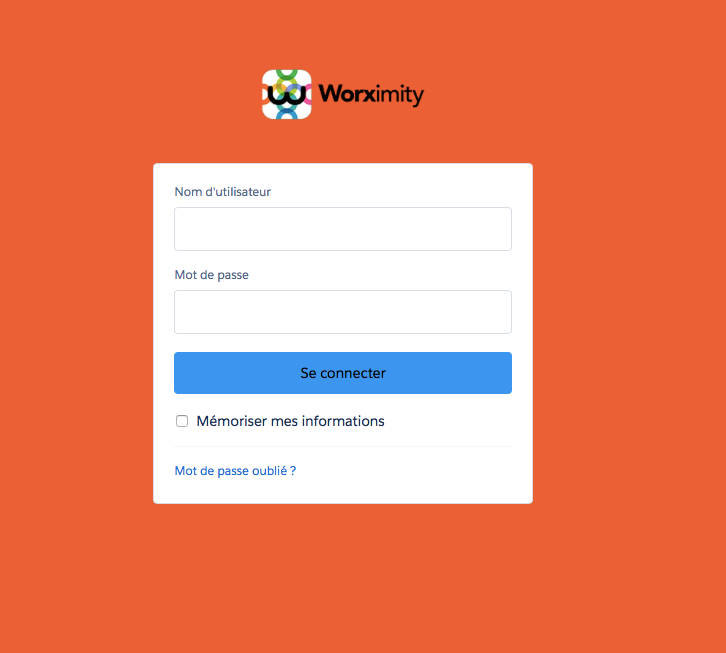 Worximity
Nom d'utilisateur
Mot de passe
Se connecter
Mémoriser mes informations
Mot de passe oublié ?